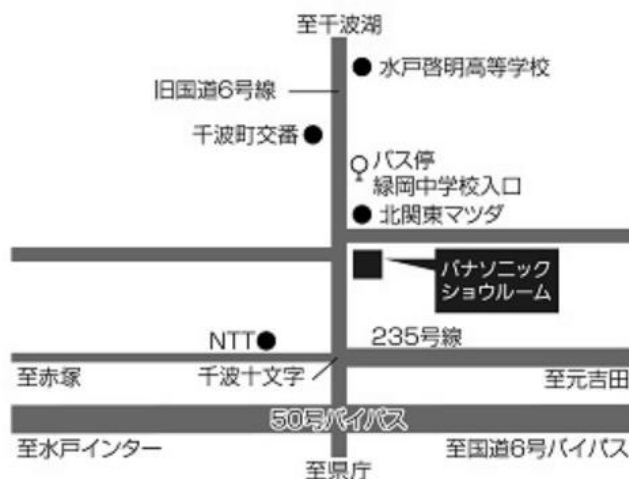 至千波湖
水戸啓明高等学校
旧国道6号線
千波町交番
バス停
緑岡中学校入口
北関東マツダ
パナソニック
ショウルーム
NTT
235号線
至赤塚
千波十文字
至元吉田
50号バイパス
至水戸インター
至国道6号バイパス
至県庁